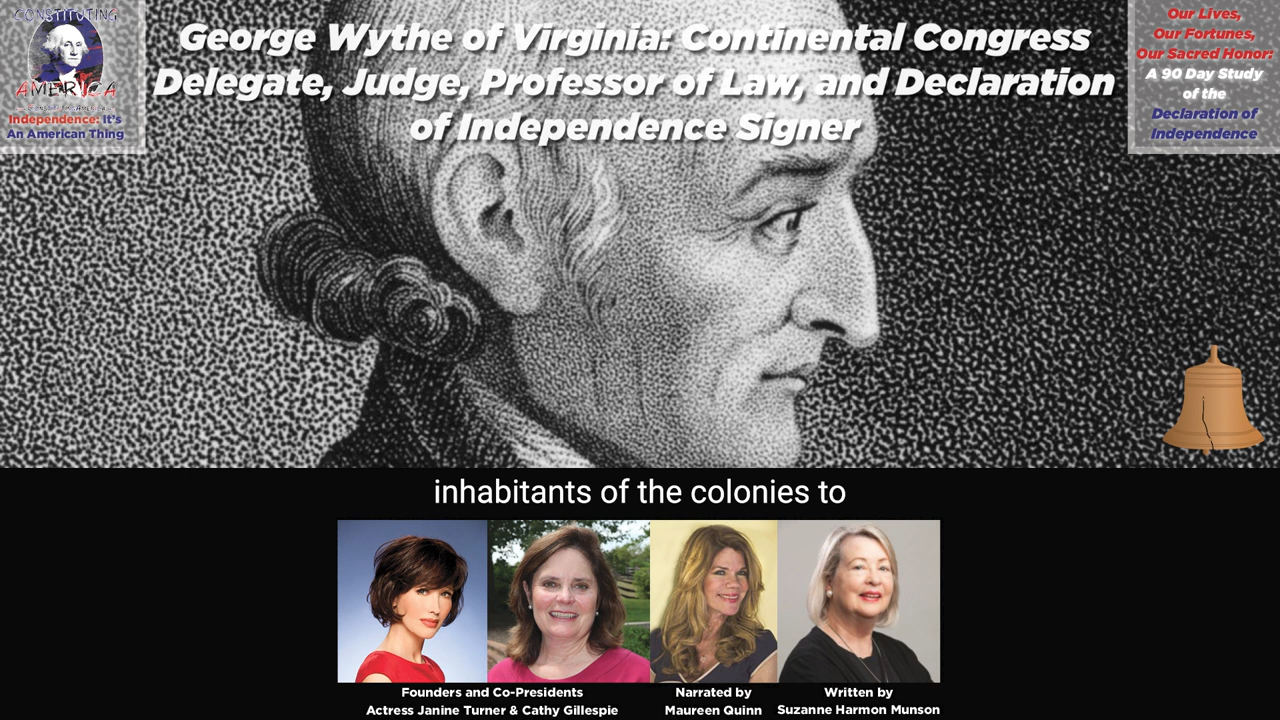 CONSTITUTING
AMERICA
Independence: It's
An American Thing
George Wythe of Virginia: Continental Congress
Delegate, Judge, Professor of Law, and Declaration
of Independence Signer
Our Lives,
Our Fortunes,
Our Sacred Honor:
A 90 Day Study
of the
Declaration of
Independence
inhabitants of the colonies to
Founders and Co-Presidents
Actress Janine Turner & Cathy Gillespie
Narrated by
Maureen Quinn
Written by
Suzanne Harmon Munson